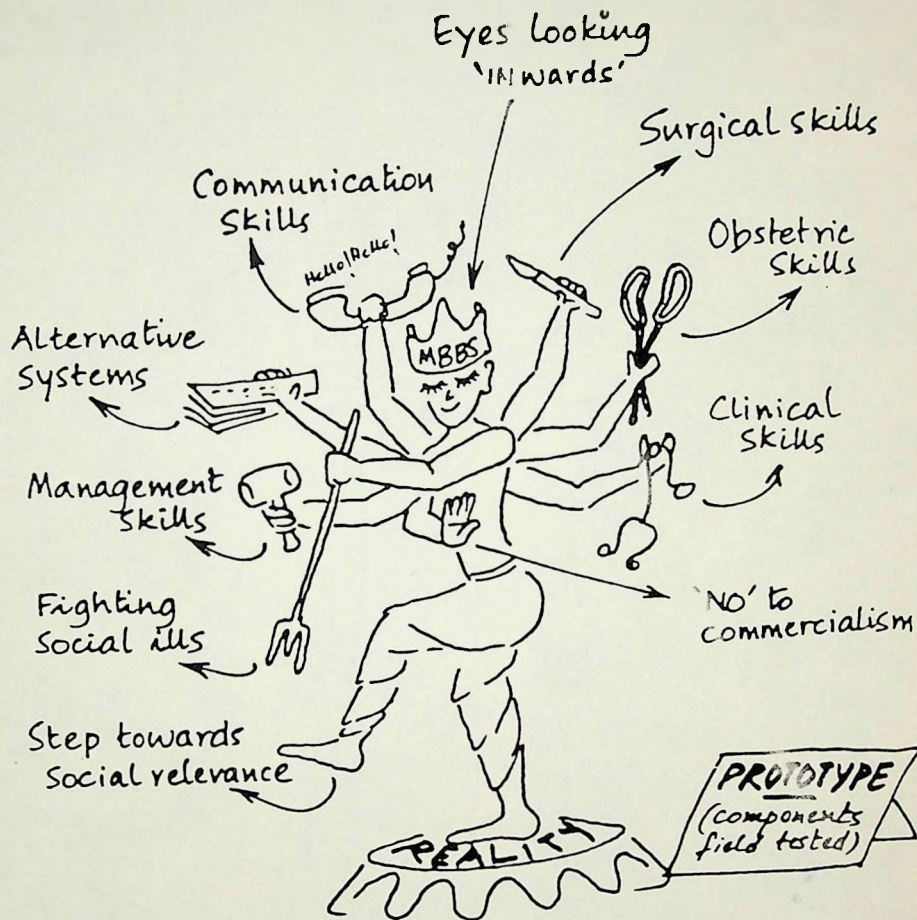 Eyes looking
'INwards'
Surgical skills
Communication
Skills
Hello! Hello!
Obstetric
Skills
MBBS
Alternative
Systems
Clinical
Skills
Management
Skills
'NO' to
commercialism
Fighting
Social ills
Step towards
Social relevance
PROTOTYPE
(components
field tested)
REALITY